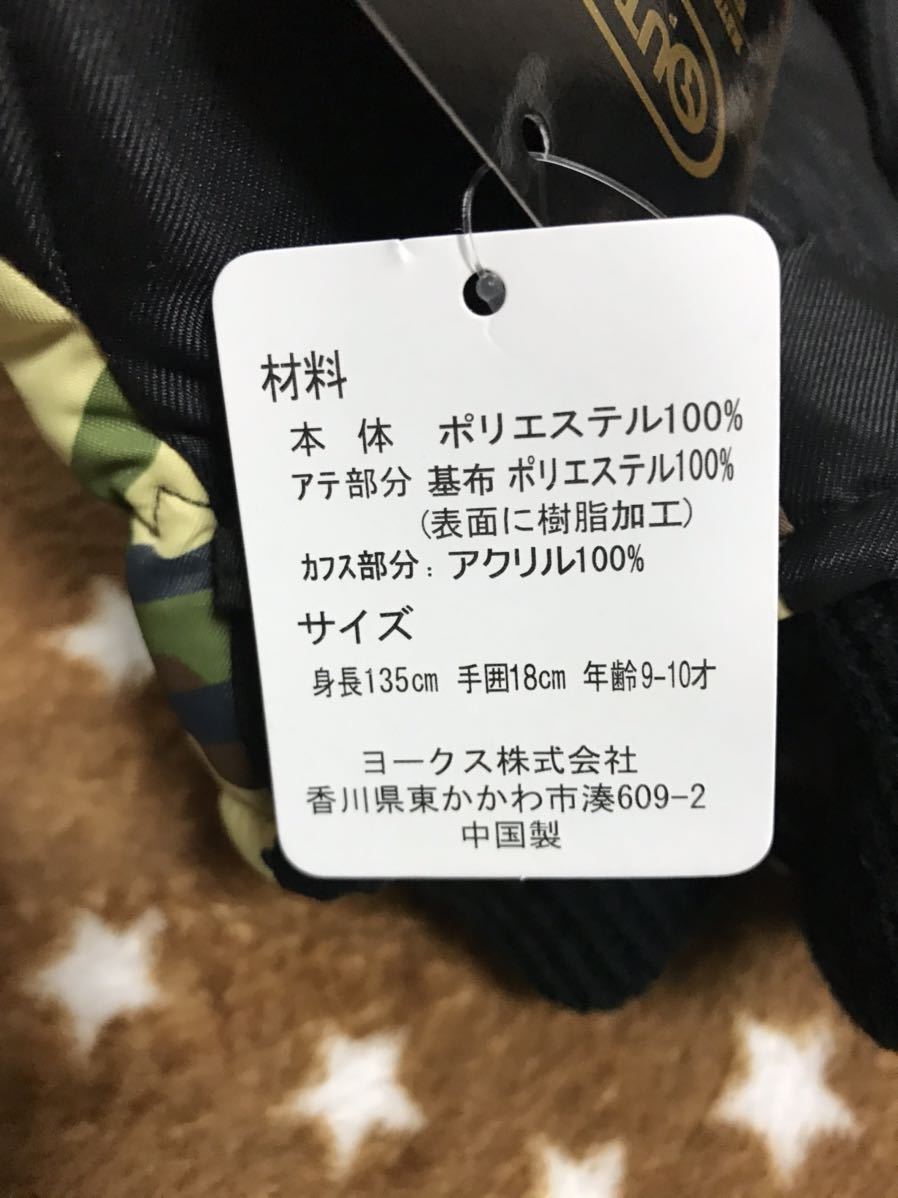 材料
本 体 ポリエステル100%
アテ部分 基布 ポリエステル100%
(表面に樹脂加工)
ｶﾌｽ部分：アクリル100%
サイズ
身長135cm 手囲18cm 年齢9-10才
ヨークス株式会社
香川県東かかわ市湊609-2
中国製